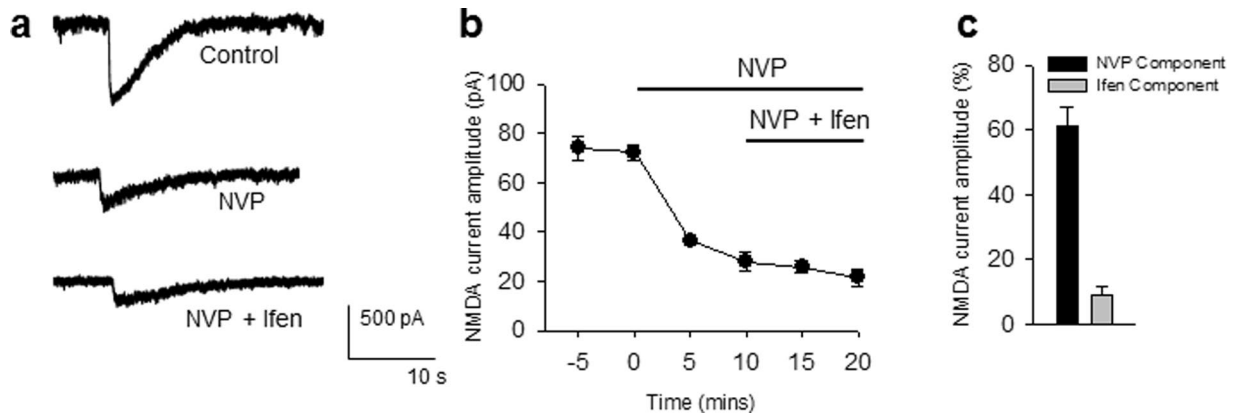 a
Control
NVP
NVP + Ifen
500 pA
10 s
b
NMDA current amplitude (pA)
100
80
60
40
20
0
NVP
NVP + Ifen
-5 0 5 10 15 20
Time (mins)
c
NMDA current amplitude (%)
80
60
40
20
0
NVP Component
Ifen Component